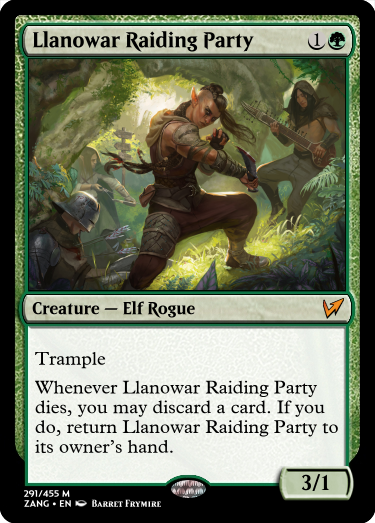 Llanowar Raiding Party 1
Creature — Elf Rogue
Trample
Whenever Llanowar Raiding Party
dies, you may discard a card. If you
do, return Llanowar Raiding Party to
its owner's hand.
3/1
291/455 M
ZANG • EN Barret Frymire